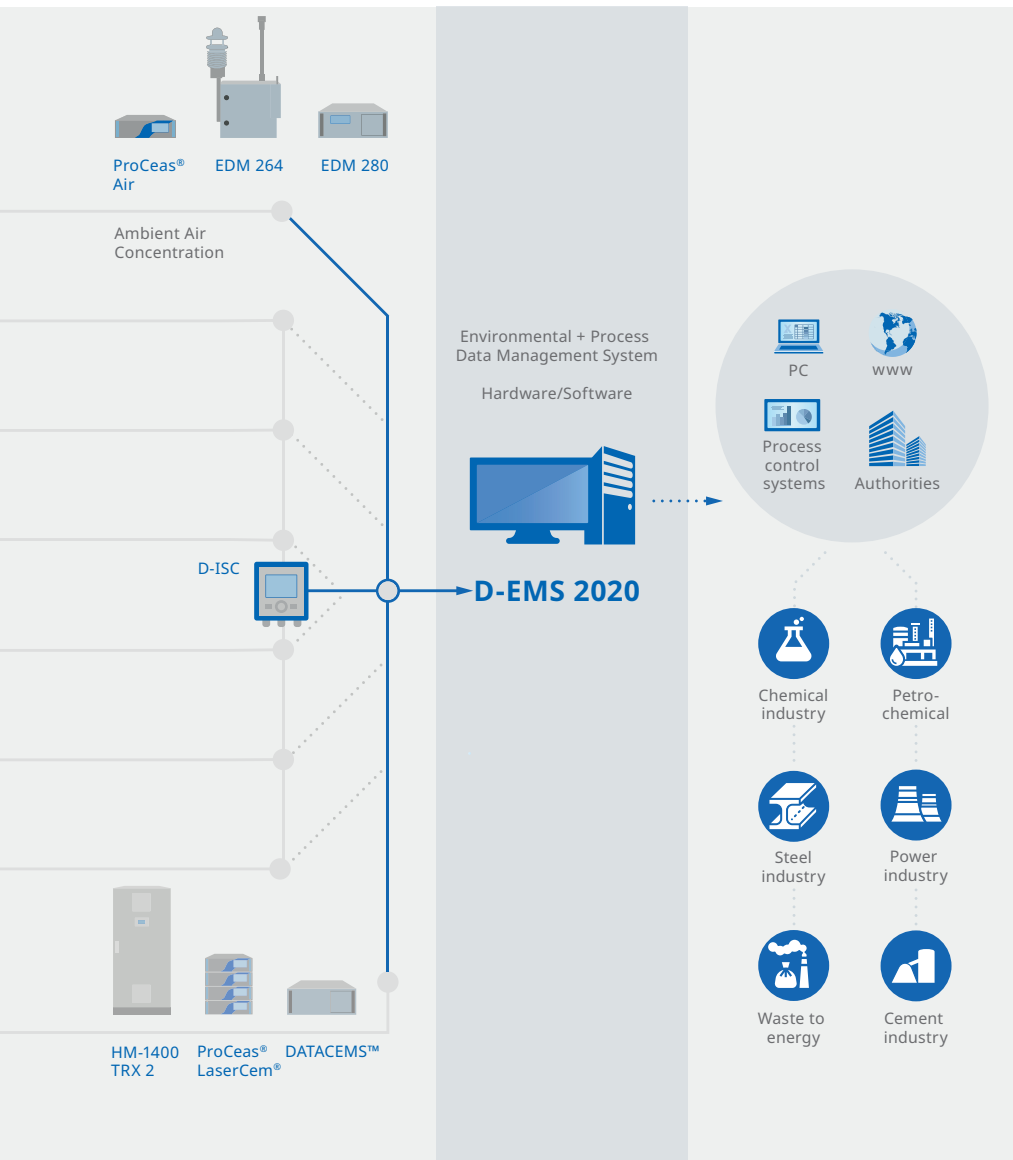 ProCeas®
Air
EDM 264
EDM 280
Ambient Air
Concentration
D-ISC
HM-1400
TRX 2
ProCeas®
LaserCem®
DATACEMS™
Environmental + Process
Data Management System
Hardware/Software
D-EMS 2020
PC
www
Process
control
systems
Authorities
Chemical
industry
Petro-
chemical
Steel
industry
Power
industry
Waste to
energy
Cement
industry